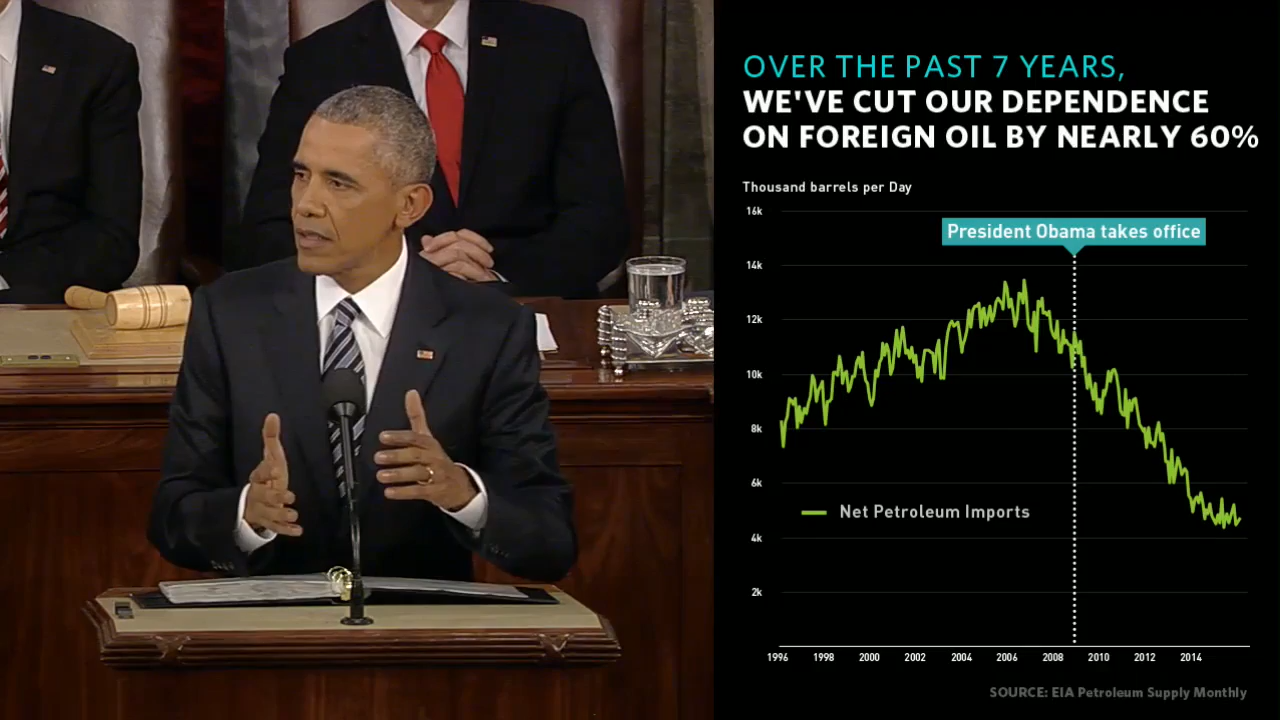 OVER THE PAST 7 YEARS,
WE'VE CUT OUR DEPENDENCE
ON FOREIGN OIL BY NEARLY 60%
Thousand barrels per Day
16k
President Obama takes office
14k
12k
10k
8k
6k
Net Petroleum Imports
4k
2k
1996 1998 2000 2002 2004 2006 2008 2010 2012 2014
SOURCE: EIA Petroleum Supply Monthly